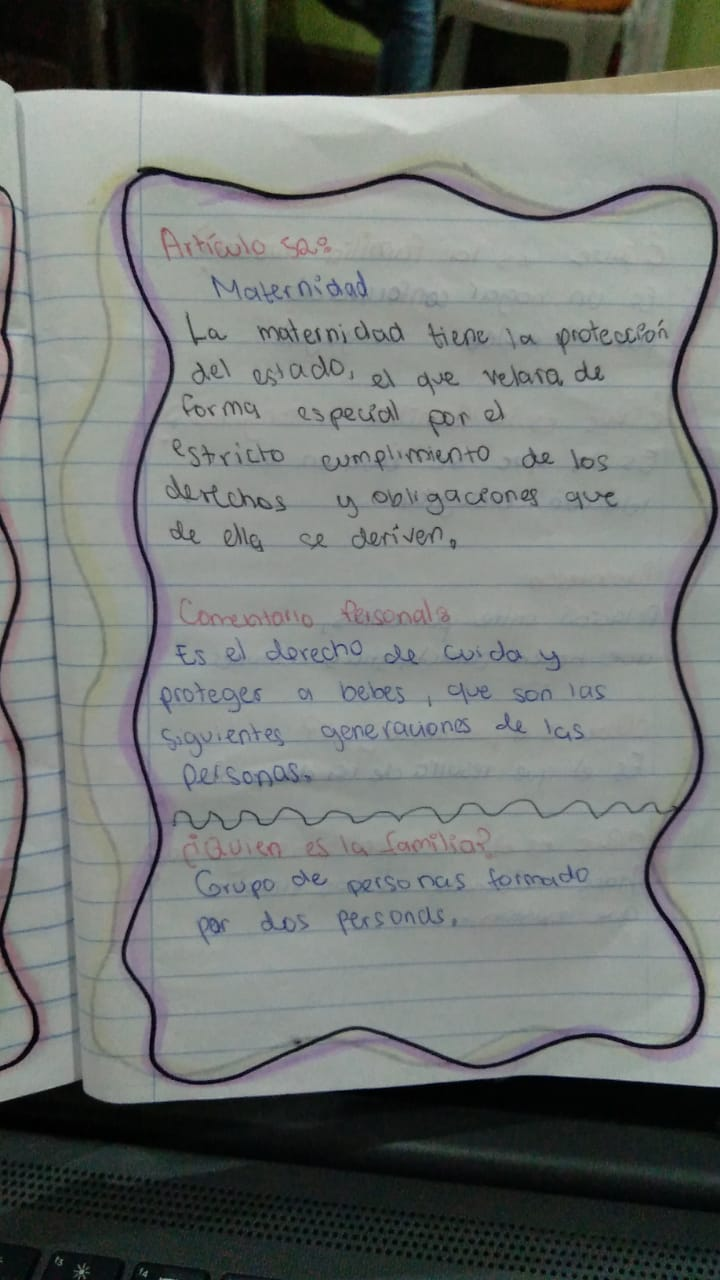 Artículo 52:
Maternidad
La maternidad tiene la protección
del estado, el que velara de
forma especial por el
estricto cumplimiento de los
derechos y obligaciones que
de ella se deriven.
Comentario Personal:
Es el derecho de cuida y
proteger a bebes, que son las
siguientes generaciones de las
personas.
¿Quien es la familia?
Grupo de personas formado
por dos personas.